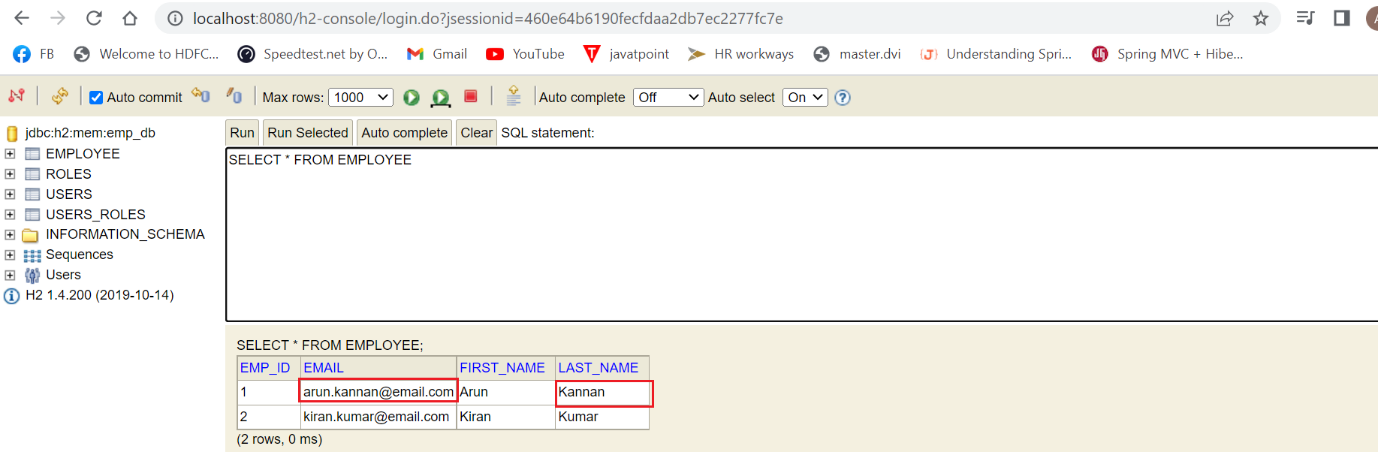 localhost:8080/h2-console/login.do?jsessionid=460e64b6190fecfdaa2db7ec2277fc7e
FB Welcome to HDFC... Speedtest.net by O... Gmail YouTube javatpoint HR workways master.dvi Understanding Spri... Spring MVC + Hibe...
Auto commit Max rows: 1000 Auto complete Off Auto select On
jdbc:h2:mem:emp_db
EMPLOYEE
ROLES
USERS
USERS_ROLES
INFORMATION_SCHEMA
Sequences
Users
H2 1.4.200 (2019-10-14)
Run Run Selected Auto complete Clear SQL statement:
SELECT * FROM EMPLOYEE
SELECT * FROM EMPLOYEE;
EMP_ID EMAIL FIRST_NAME LAST_NAME
1 arun.kannan@email.com Arun Kannan
2 kiran.kumar@email.com Kiran Kumar
(2 rows, 0 ms)